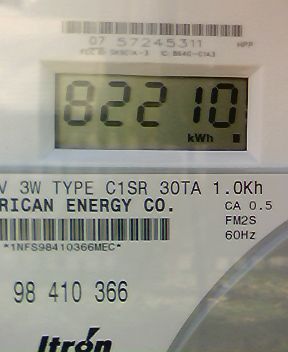 07 57245311 HPP
82210
kWh
V 3W TYPE C1SR 30TA 1.0Kh
RICAN ENERGY CO. CA 0.5
FM2S
60Hz
*1NFS98410366MEC*
98 410 366
Itron